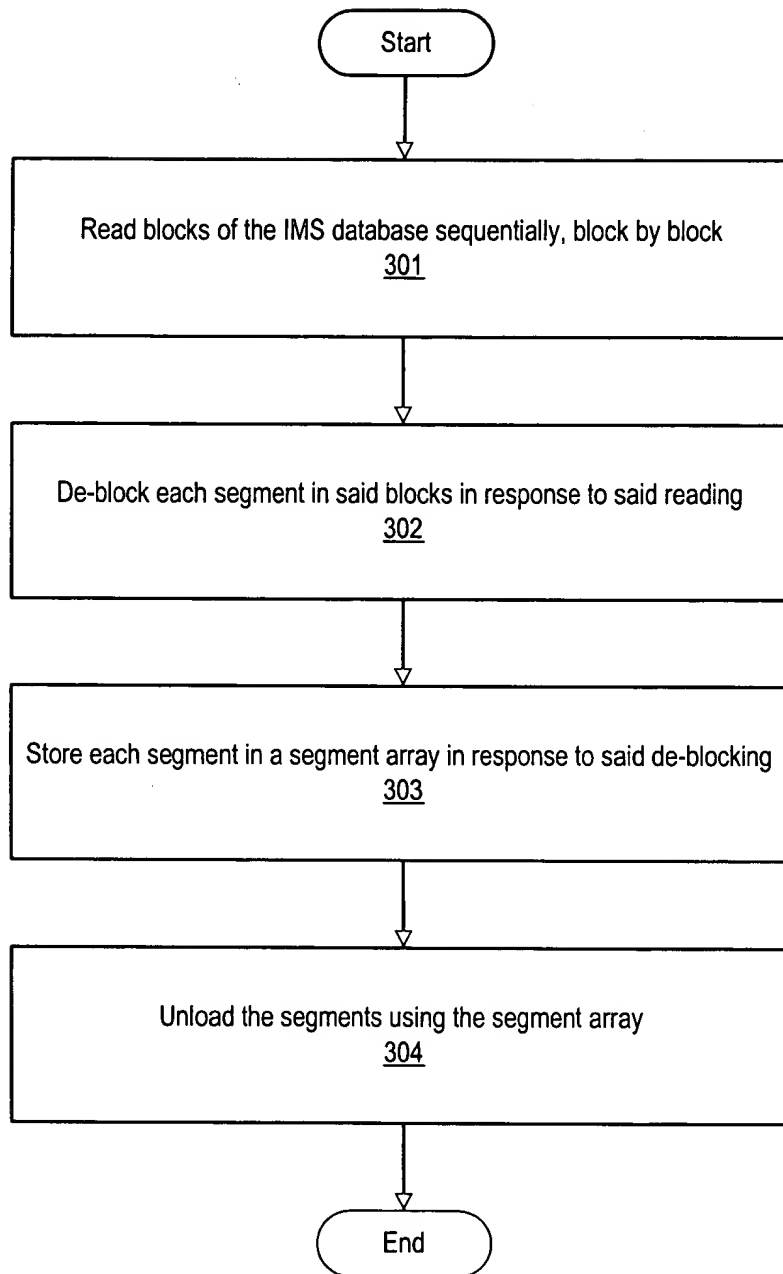 Start
Read blocks of the IMS database sequentially, block by block
301
De-block each segment in said blocks in response to said reading
302
Store each segment in a segment array in response to said de-blocking
303
Unload the segments using the segment array
304
End